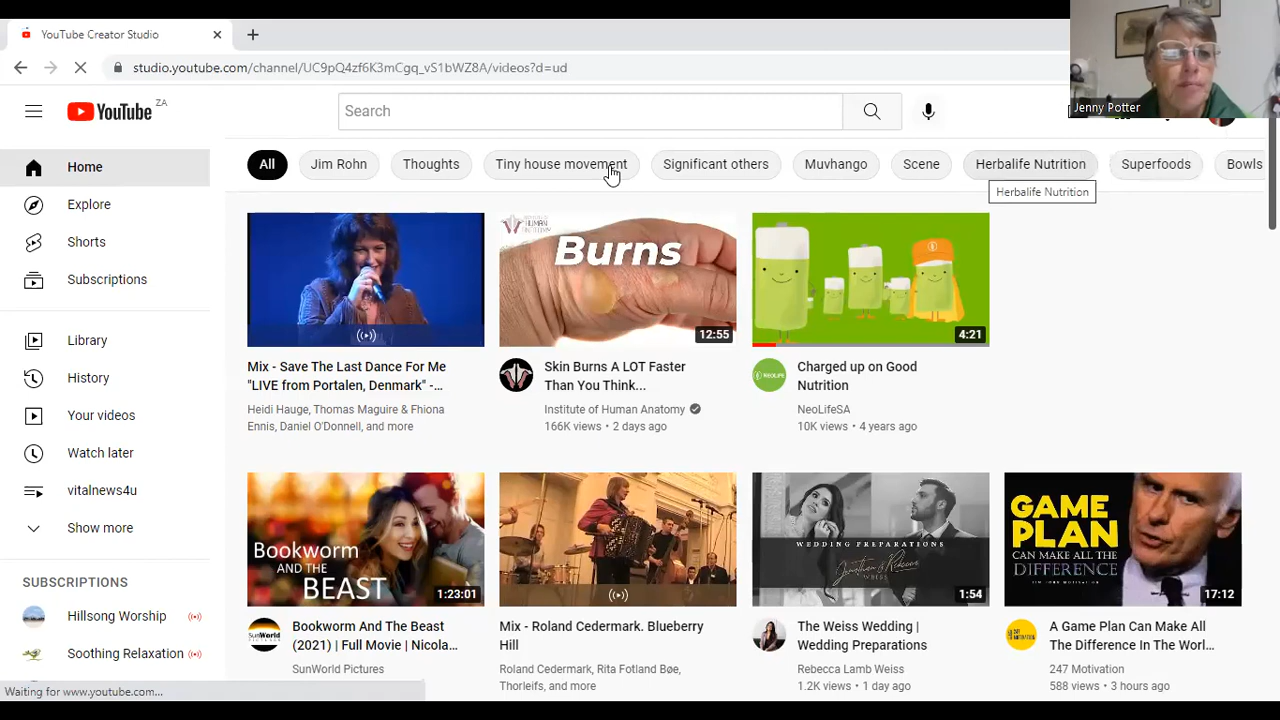 YouTube Creator Studio
studio.youtube.com/channel/UC9pQ4zf6K3mCgq_vS1bWZ8A/videos?d=ud
Jenny Potter
YouTube ZA
Search
Home
Explore
Shorts
Subscriptions
Library
History
Your videos
Watch later
vitalnews4u
Show more
SUBSCRIPTIONS
Hillsong Worship
Soothing Relaxation
Waiting for www.youtube.com...
All
Jim Rohn
Thoughts
Tiny house movement
Significant others
Muvhango
Scene
Herbalife Nutrition
Superfoods
Bowls
Herbalife Nutrition
Mix - Save The Last Dance For Me
"LIVE from Portalen, Denmark" -...
Heidi Hauge, Thomas Maguire & Fhiona
Ennis, Daniel O'Donnell, and more
HUMAN
Burns
12:55
Skin Burns A LOT Faster
Than You Think...
Institute of Human Anatomy
166K views • 2 days ago
4:21
NEOLIFE
Charged up on Good
Nutrition
NeoLifeSA
10K views • 4 years ago
Bookworm
AND THE
BEAST
1:23:01
SunWorld
Bookworm And The Beast
(2021) | Full Movie | Nicola...
SunWorld Pictures
Mix - Roland Cedermark. Blueberry
Hill
Roland Cedermark, Rita Fotland Bøe,
Thorleifs, and more
WEDDING PREPARATIONS
WEISS
1:54
The Weiss Wedding |
Wedding Preparations
Rebecca Lamb Weiss
1.2K views • 1 day ago
GAME
PLAN
CAN MAKE ALL
THE DIFFERENCE
17:12
A Game Plan Can Make All
The Difference In The Worl...
247 Motivation
588 views • 3 hours ago